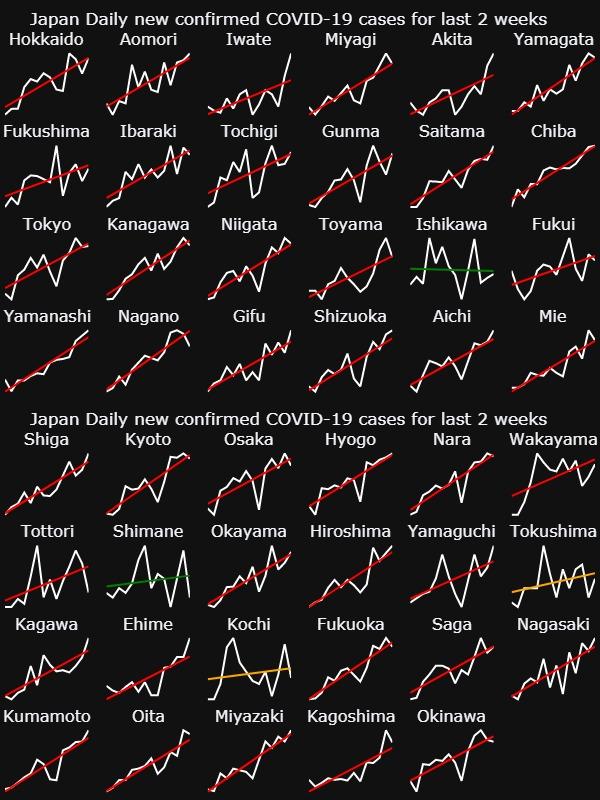 Japan Daily new confirmed COVID-19 cases for last 2 weeks
Hokkaido Aomori Iwate Miyagi Akita Yamagata
Fukushima Ibaraki Tochigi Gunma Saitama Chiba
Tokyo Kanagawa Niigata Toyama Ishikawa Fukui
Yamanashi Nagano Gifu Shizuoka Aichi Mie
Japan Daily new confirmed COVID-19 cases for last 2 weeks
Shiga Kyoto Osaka Hyogo Nara Wakayama
Tottori Shimane Okayama Hiroshima Yamaguchi Tokushima
Kagawa Ehime Kochi Fukuoka Saga Nagasaki
Kumamoto Oita Miyazaki Kagoshima Okinawa